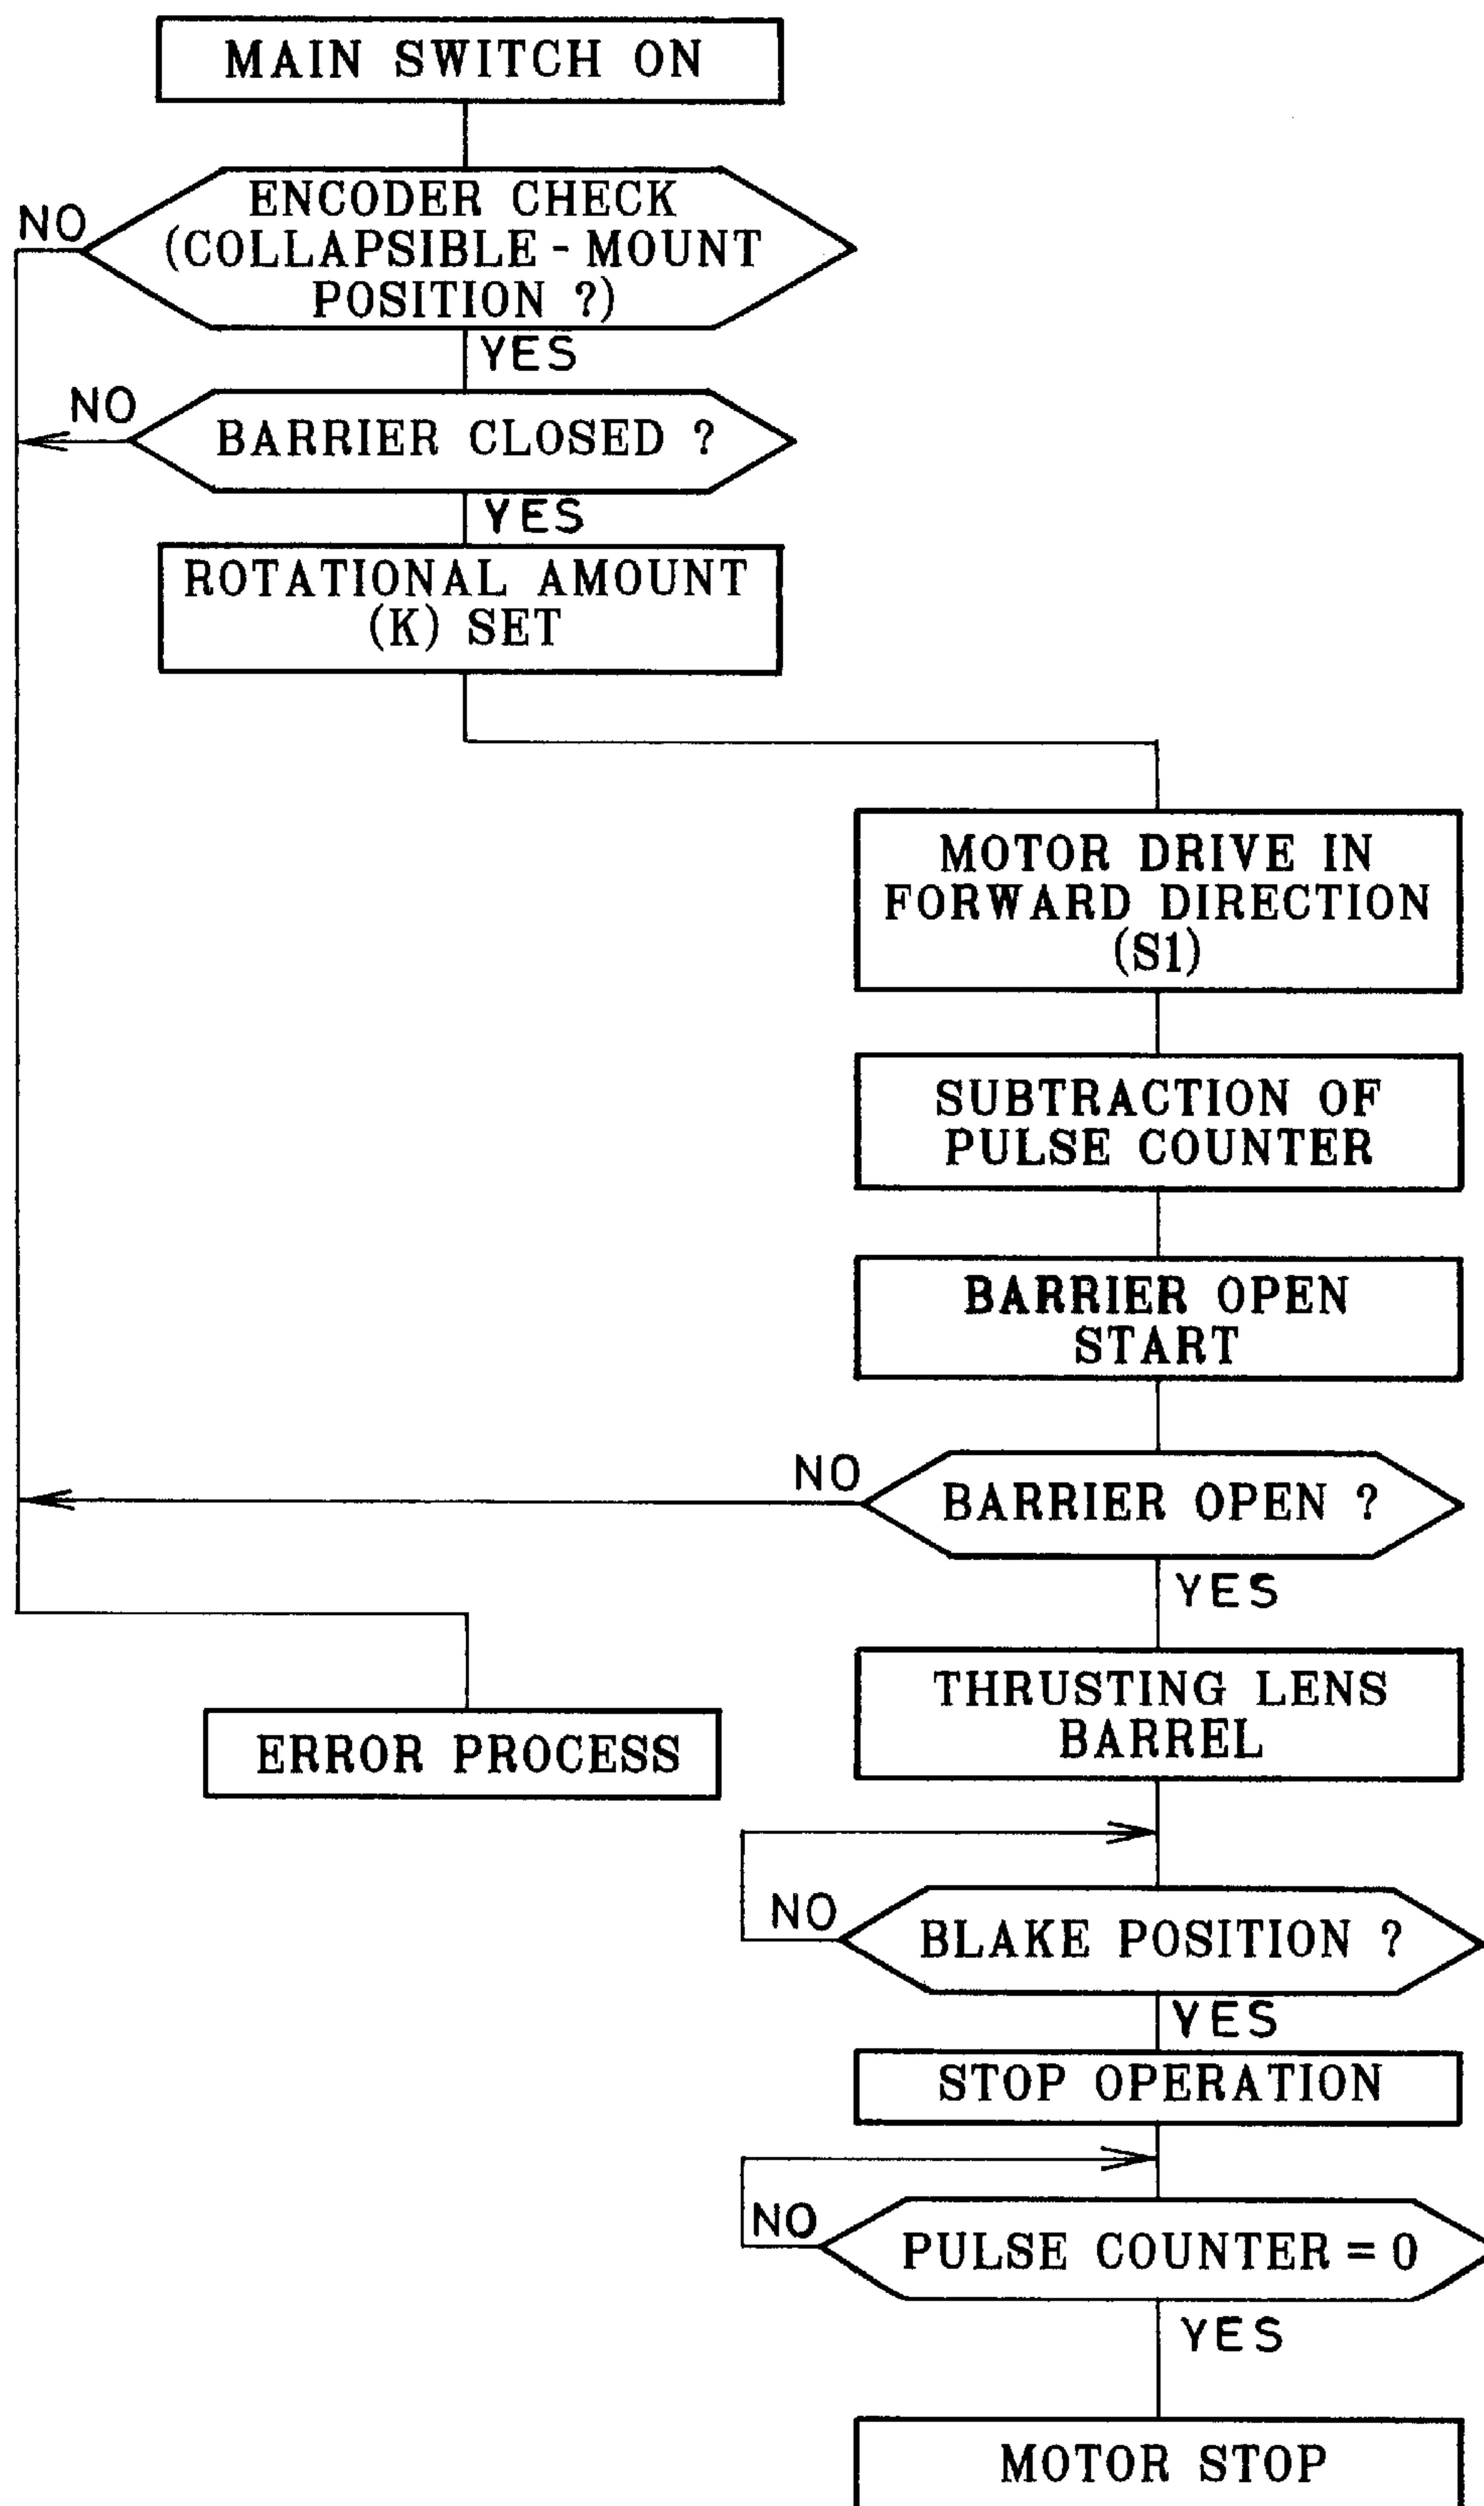 MAIN SWITCH ON
ENCODER CHECK
(COLLAPSIBLE - MOUNT
POSITION ?)
NO
YES
BARRIER CLOSED ?
NO
YES
ROTATIONAL AMOUNT
(K) SET
MOTOR DRIVE IN
FORWARD DIRECTION
(S1)
SUBTRACTION OF
PULSE COUNTER
BARRIER OPEN
START
BARRIER OPEN ?
NO
YES
ERROR PROCESS
THRUSTING LENS
BARREL
BLAKE POSITION ?
NO
YES
STOP OPERATION
PULSE COUNTER = 0
NO
YES
MOTOR STOP